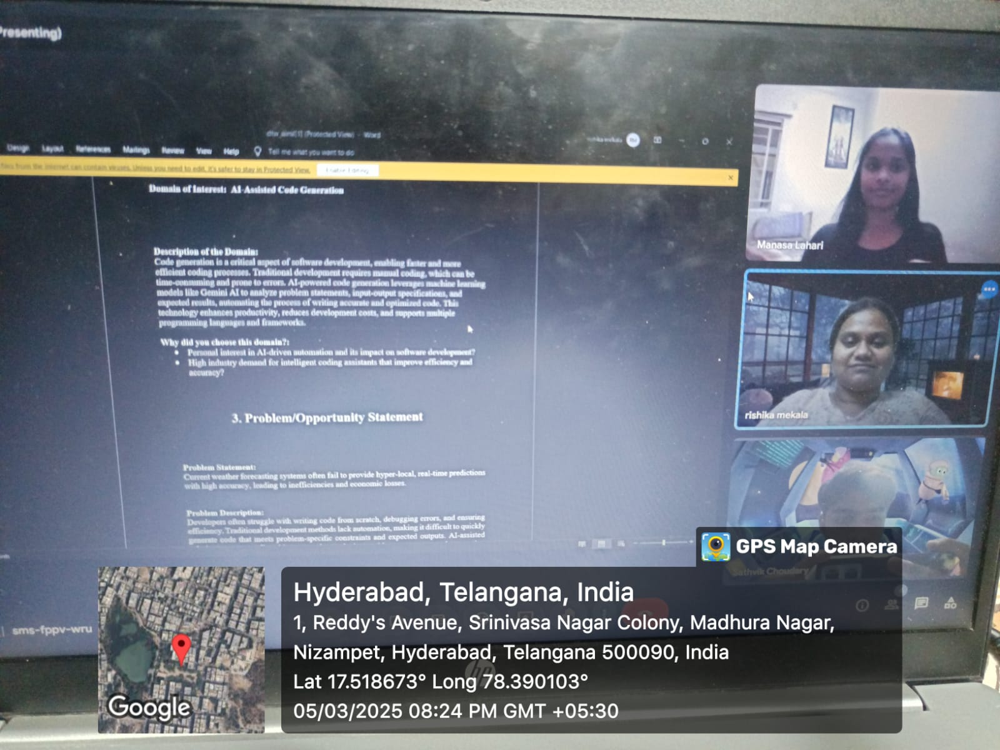 Presenting)
(Protected View) - Word
Design Layout References Mailings Review View Help Tell me what you want to do
files from the internet can contain viruses. Unless you need to edit, it's safer to stay in Protected View. Enable Editing
Domain of Interest: AI-Assisted Code Generation
Description of the Domain:
Code generation is a critical aspect of software development, enabling faster and more
efficient coding processes. Traditional development requires manual coding, which can be
time-consuming and prone to errors. AI-powered code generation leverages machine learning
models like Gemini AI to analyze problem statements, input-output specifications, and
expected results, automating the process of writing accurate and optimized code. This
technology enhances productivity, reduces development costs, and supports multiple
programming languages and frameworks.
Why did you choose this domain?:
• Personal interest in AI-driven automation and its impact on software development?
• High industry demand for intelligent coding assistants that improve efficiency and
accuracy?
3. Problem/Opportunity Statement
Problem Statement:
Current weather forecasting systems often fail to provide hyper-local, real-time predictions
with high accuracy, leading to inefficiencies and economic losses.
Problem Description:
Developers often struggle with writing code from scratch, debugging errors, and ensuring
efficiency. Traditional development methods lack automation, making it difficult to quickly
generate code that meets problem-specific constraints and expected outputs. AI-assisted
Manasa Lahari
rishika mekala
Sathvik Choudary
sms-fppv-wru
hp
GPS Map Camera
Google
Hyderabad, Telangana, India
1, Reddy's Avenue, Srinivasa Nagar Colony, Madhura Nagar,
Nizampet, Hyderabad, Telangana 500090, India
Lat 17.518673° Long 78.390103°
05/03/2025 08:24 PM GMT +05:30